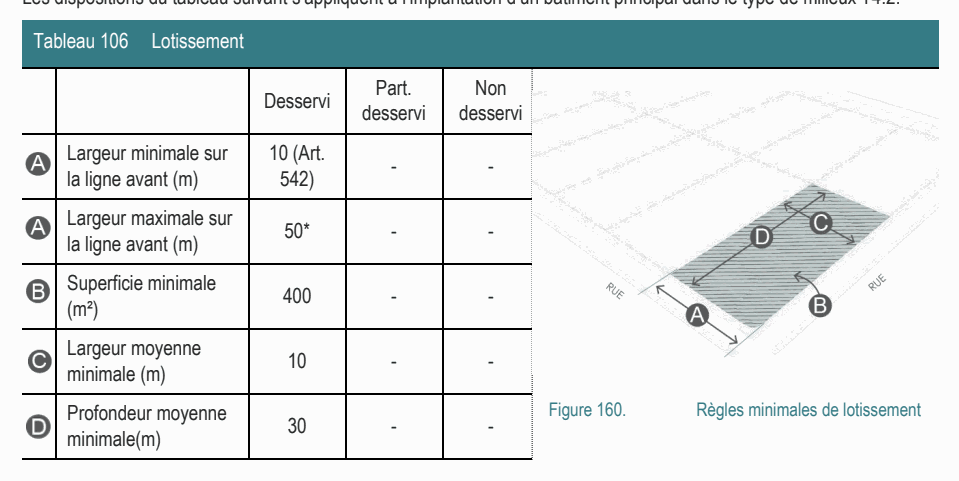 Les dispositions du tableau suivant s'appliquent à l'implantation d'un bâtiment principal dans le type de milieux T4.2.
Tableau 106 Lotissement
Desservi
Part.
desservi
Non
desservi
A Largeur minimale sur
la ligne avant (m)
10 (Art.
542)
- -
A Largeur maximale sur
la ligne avant (m)
50* - -
B Superficie minimale
(m²)
400 - -
C Largeur moyenne
minimale (m)
10 - -
D Profondeur moyenne
minimale(m)
30 - -
C
D
RUE
RUE
A
B
Figure 160. Règles minimales de lotissement